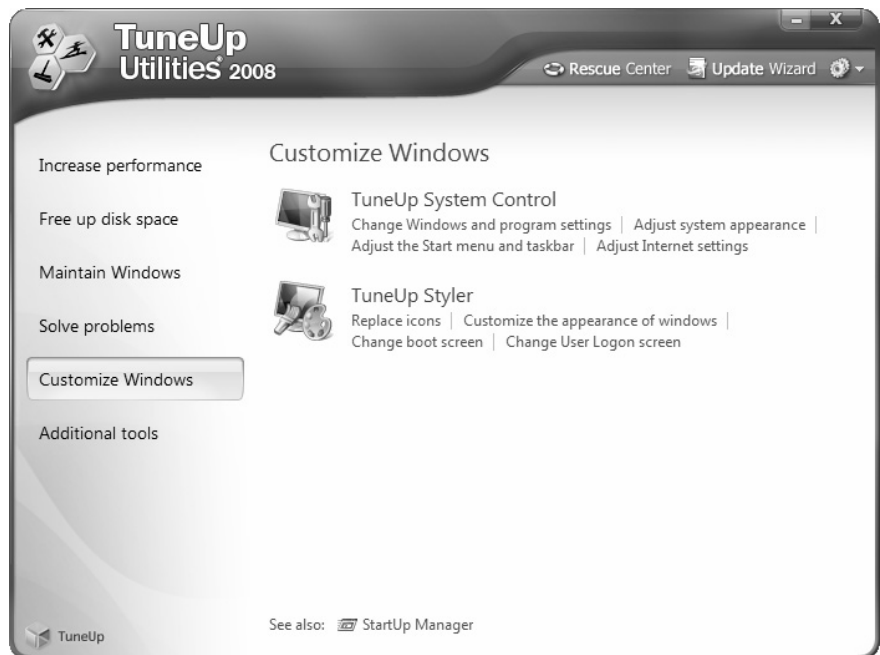 TuneUp
Utilities® 2008
Rescue Center Update Wizard
Increase performance
Free up disk space
Maintain Windows
Solve problems
Customize Windows
Additional tools
TuneUp
Customize Windows
TuneUp System Control
Change Windows and program settings | Adjust system appearance |
Adjust the Start menu and taskbar | Adjust Internet settings
TuneUp Styler
Replace icons | Customize the appearance of windows |
Change boot screen | Change User Logon screen
See also: StartUp Manager